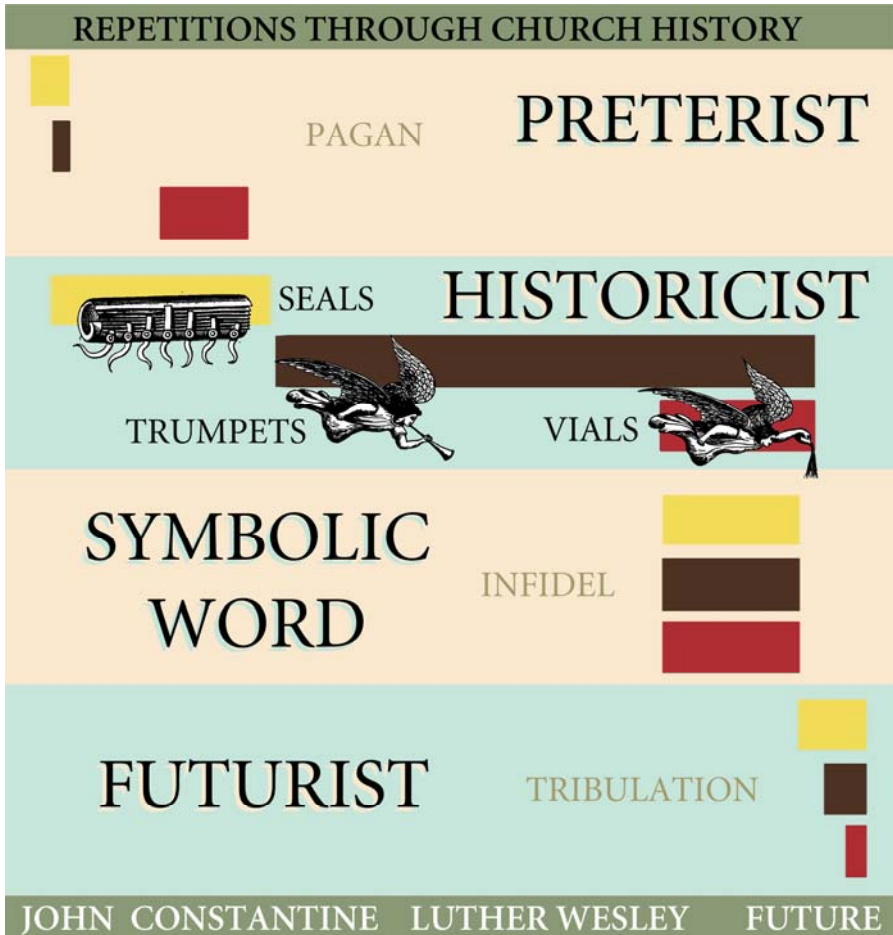 REPETITIONS THROUGH CHURCH HISTORY
PAGAN
PRETERIST
SEALS
HISTORICIST
TRUMPETS
VIALS
SYMBOLIC
WORD
INFIDEL
FUTURIST
TRIBULATION
JOHN CONSTANTINE LUTHER WESLEY FUTURE